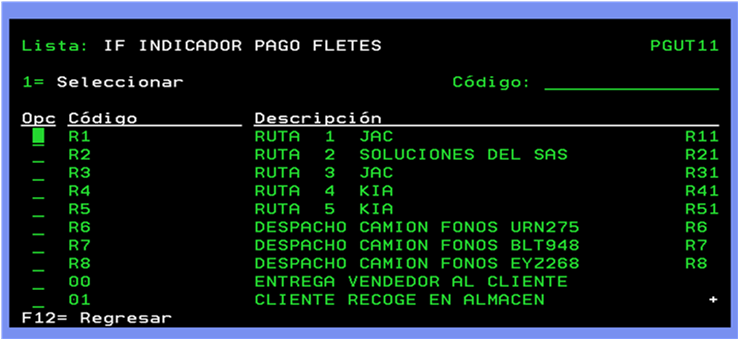 Lista: IF INDICADOR PAGO FLETES PGUT11
1= Seleccionar Código: _______________
Opc Código Descripción
_ R1 RUTA 1 JAC R11
_ R2 RUTA 2 SOLUCIONES DEL SAS R21
_ R3 RUTA 3 JAC R31
_ R4 RUTA 4 KIA R41
_ R5 RUTA 5 KIA R51
_ R6 DESPACHO CAMION FONOS URN275 R6
_ R7 DESPACHO CAMION FONOS BLT948 R7
_ R8 DESPACHO CAMION FONOS EYZ268 R8
_ 00 ENTREGA VENDEDOR AL CLIENTE
_ 01 CLIENTE RECOGE EN ALMACEN +
F12= Regresar